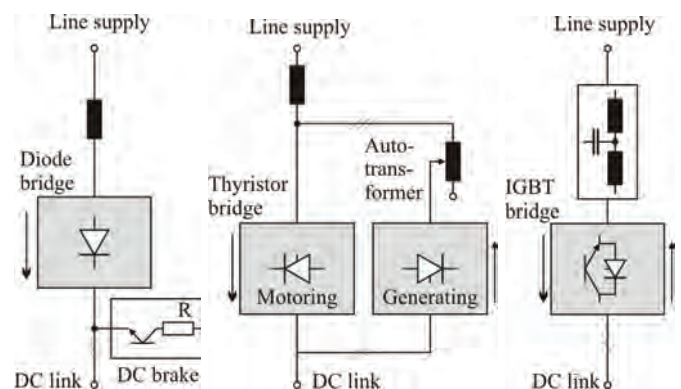 Line supply
Diode
bridge
R
DC brake
DC link
Line supply
Auto-
trans-
former
Thyristor
bridge
Motoring
Generating
DC link
Line supply
IGBT
bridge
DC link